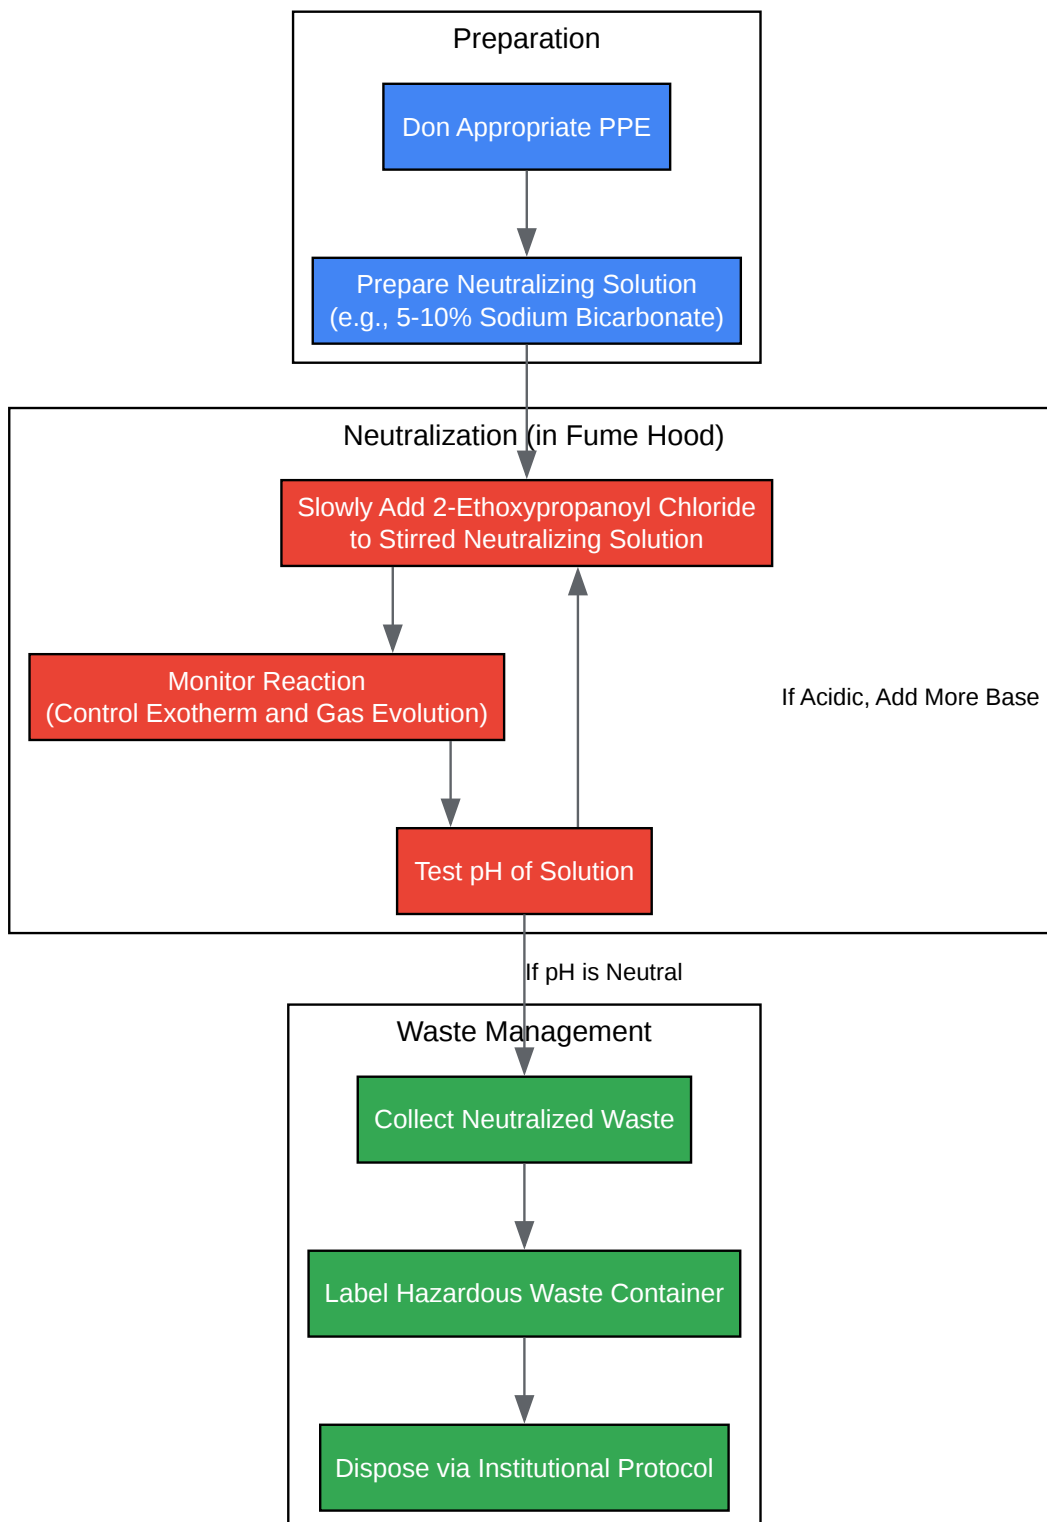 Preparation
Don Appropriate PPE
Prepare Neutralizing Solution
(e.g., 5-10% Sodium Bicarbonate)
Neutralization (in Fume Hood)
Slowly Add 2-Ethoxypropanoyl Chloride
to Stirred Neutralizing Solution
Monitor Reaction
(Control Exotherm and Gas Evolution)
If Acidic, Add More Base
Test pH of Solution
If pH is Neutral
Waste Management
Collect Neutralized Waste
Label Hazardous Waste Container
Dispose via Institutional Protocol